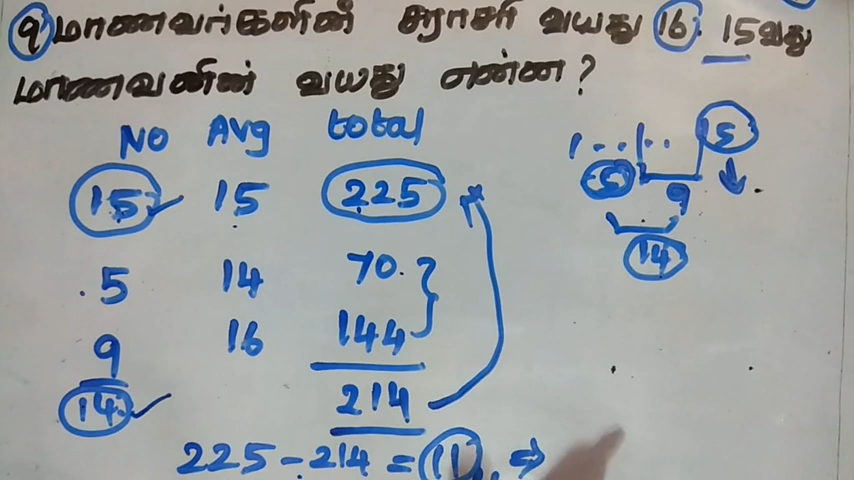 9 மாணவர்களின் சராசரி வயது 16. 15வது
மாணவனின் வயது என்ன?
No Avg total
15 15 225
5 14 70
9 16 144
14 214
225 - 214 = 11 ⇒
1...1.. 15
5 9
14